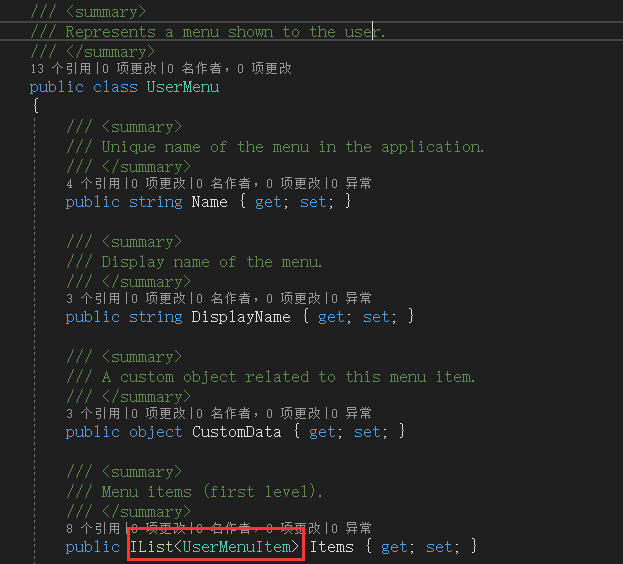 /// <summary>
/// Represents a menu shown to the user.
/// </summary>
13 个引用|0 项更改|0 名作者，0 项更改
public class UserMenu
{
/// <summary>
/// Unique name of the menu in the application.
/// </summary>
4 个引用|0 项更改|0 名作者，0 项更改|0 异常
public string Name { get; set; }
/// <summary>
/// Display name of the menu.
/// </summary>
3 个引用|0 项更改|0 名作者，0 项更改|0 异常
public string DisplayName { get; set; }
/// <summary>
/// A custom object related to this menu item.
/// </summary>
3 个引用|0 项更改|0 名作者，0 项更改|0 异常
public object CustomData { get; set; }
/// <summary>
/// Menu items (first level).
/// </summary>
8 个引用|0 项更改|0 名作者，0 项更改|0 异常
public IList<UserMenuItem> Items { get; set; }